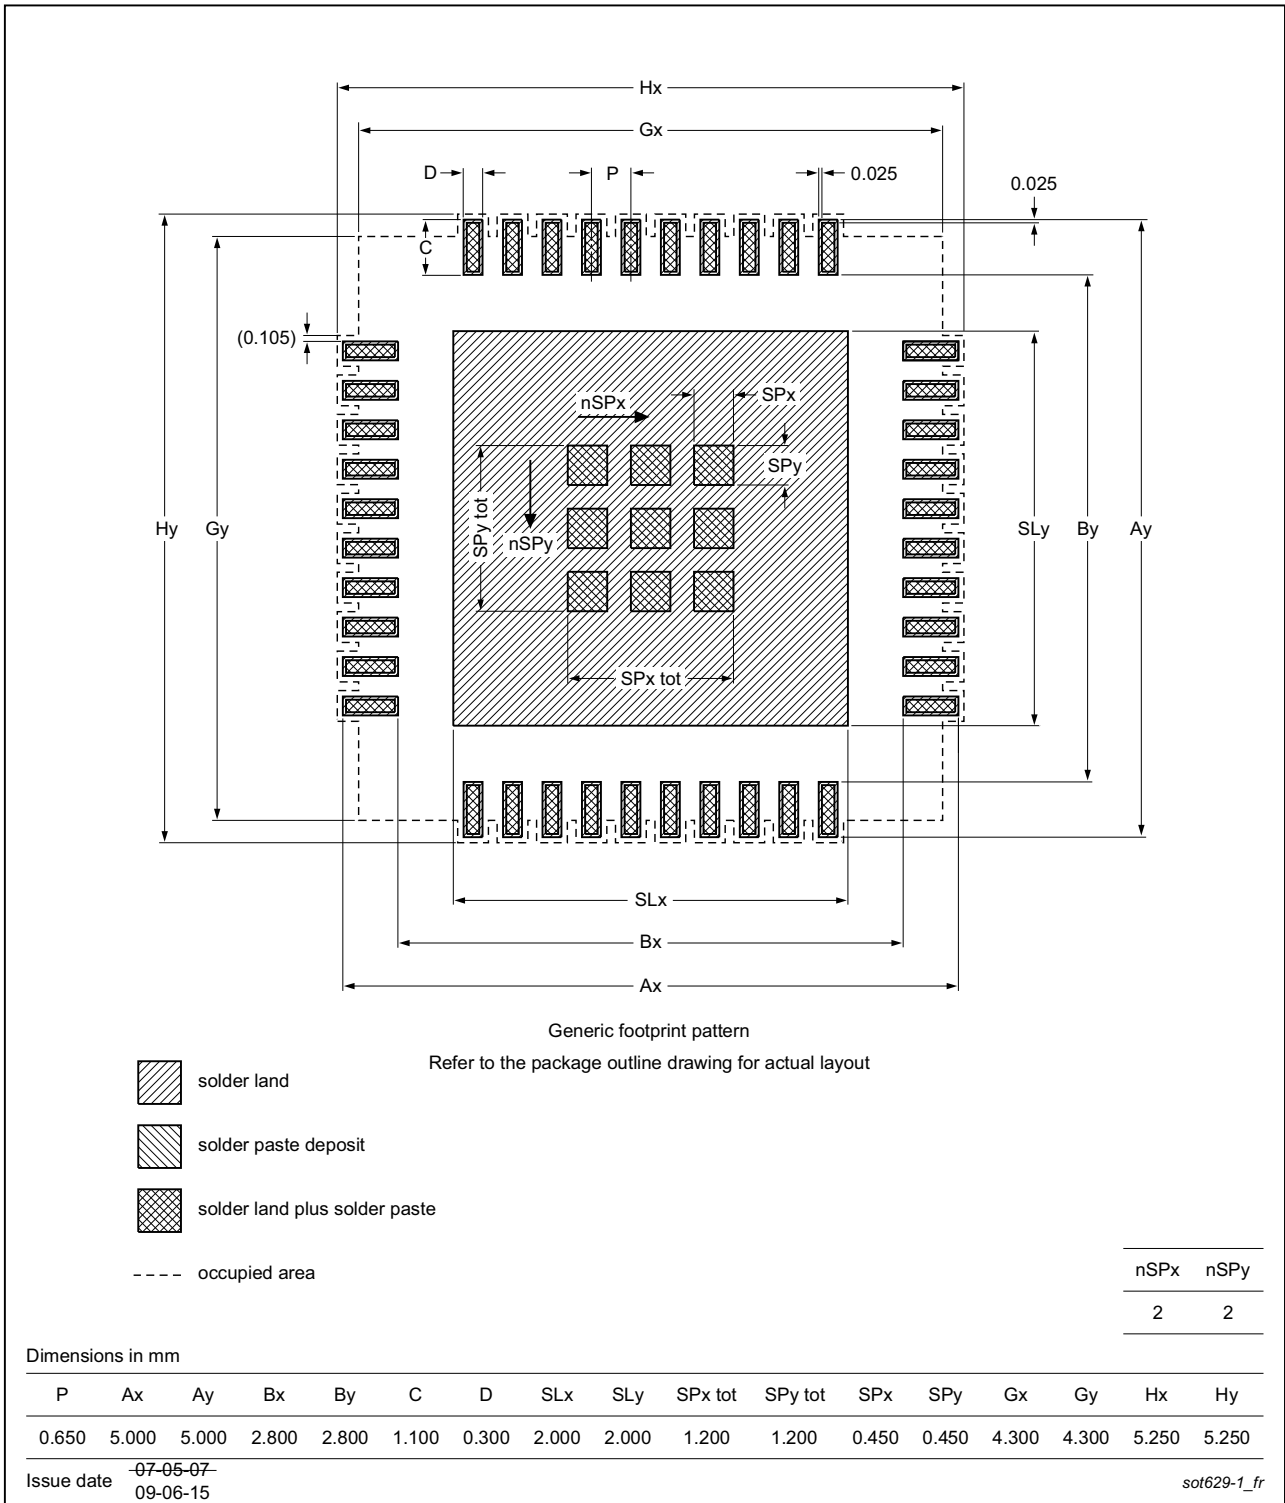 Hx
Gx
D
P
0.025
0.025
C
(0.105)
nSPx
SPx
SPy
SPy tot
nSPy
Hy
Gy
SLy
By
Ay
SPx tot
SLx
Bx
Ax
Generic footprint pattern
Refer to the package outline drawing for actual layout
solder land
solder paste deposit
solder land plus solder paste
occupied area
nSPx nSPy
2 2
Dimensions in mm
P Ax Ay Bx By C D SLx SLy SPx tot SPy tot SPx SPy Gx Gy Hx Hy
0.650 5.000 5.000 2.800 2.800 1.100 0.300 2.000 2.000 1.200 1.200 0.450 0.450 4.300 4.300 5.250 5.250
Issue date 07-05-07
09-06-15
sot629-1_fr